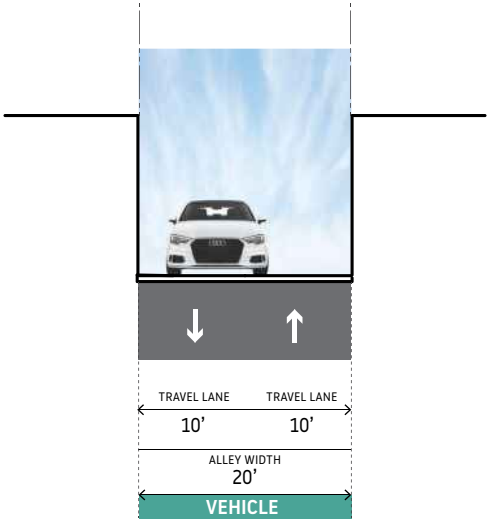 TRAVEL LANE TRAVEL LANE
10’ 10’
ALLEY WIDTH
20’
VEHICLE